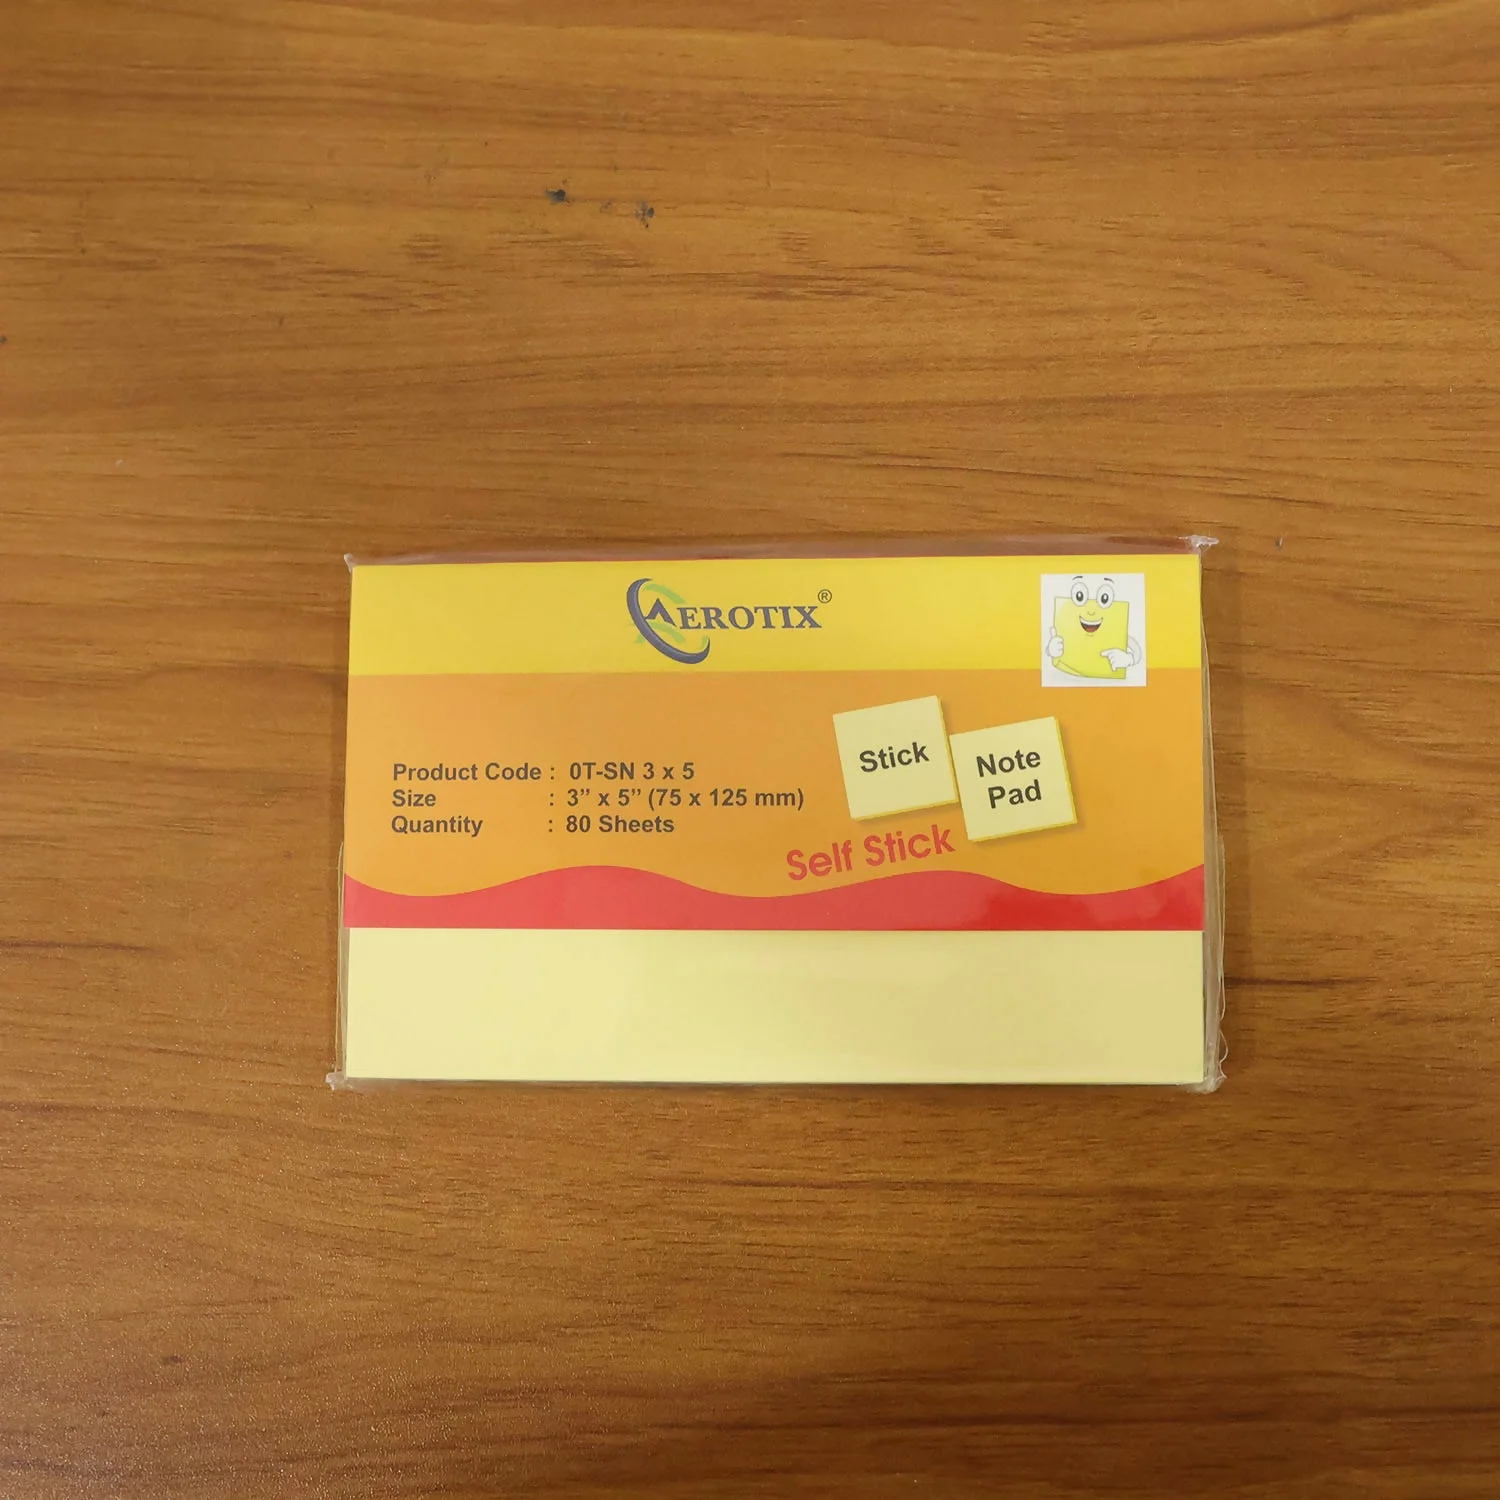 AEROTIX®
Stick
Note
Pad
Product Code : 0T-SN 3 x 5
Size : 3” x 5” (75 x 125 mm)
Quantity : 80 Sheets
Self Stick